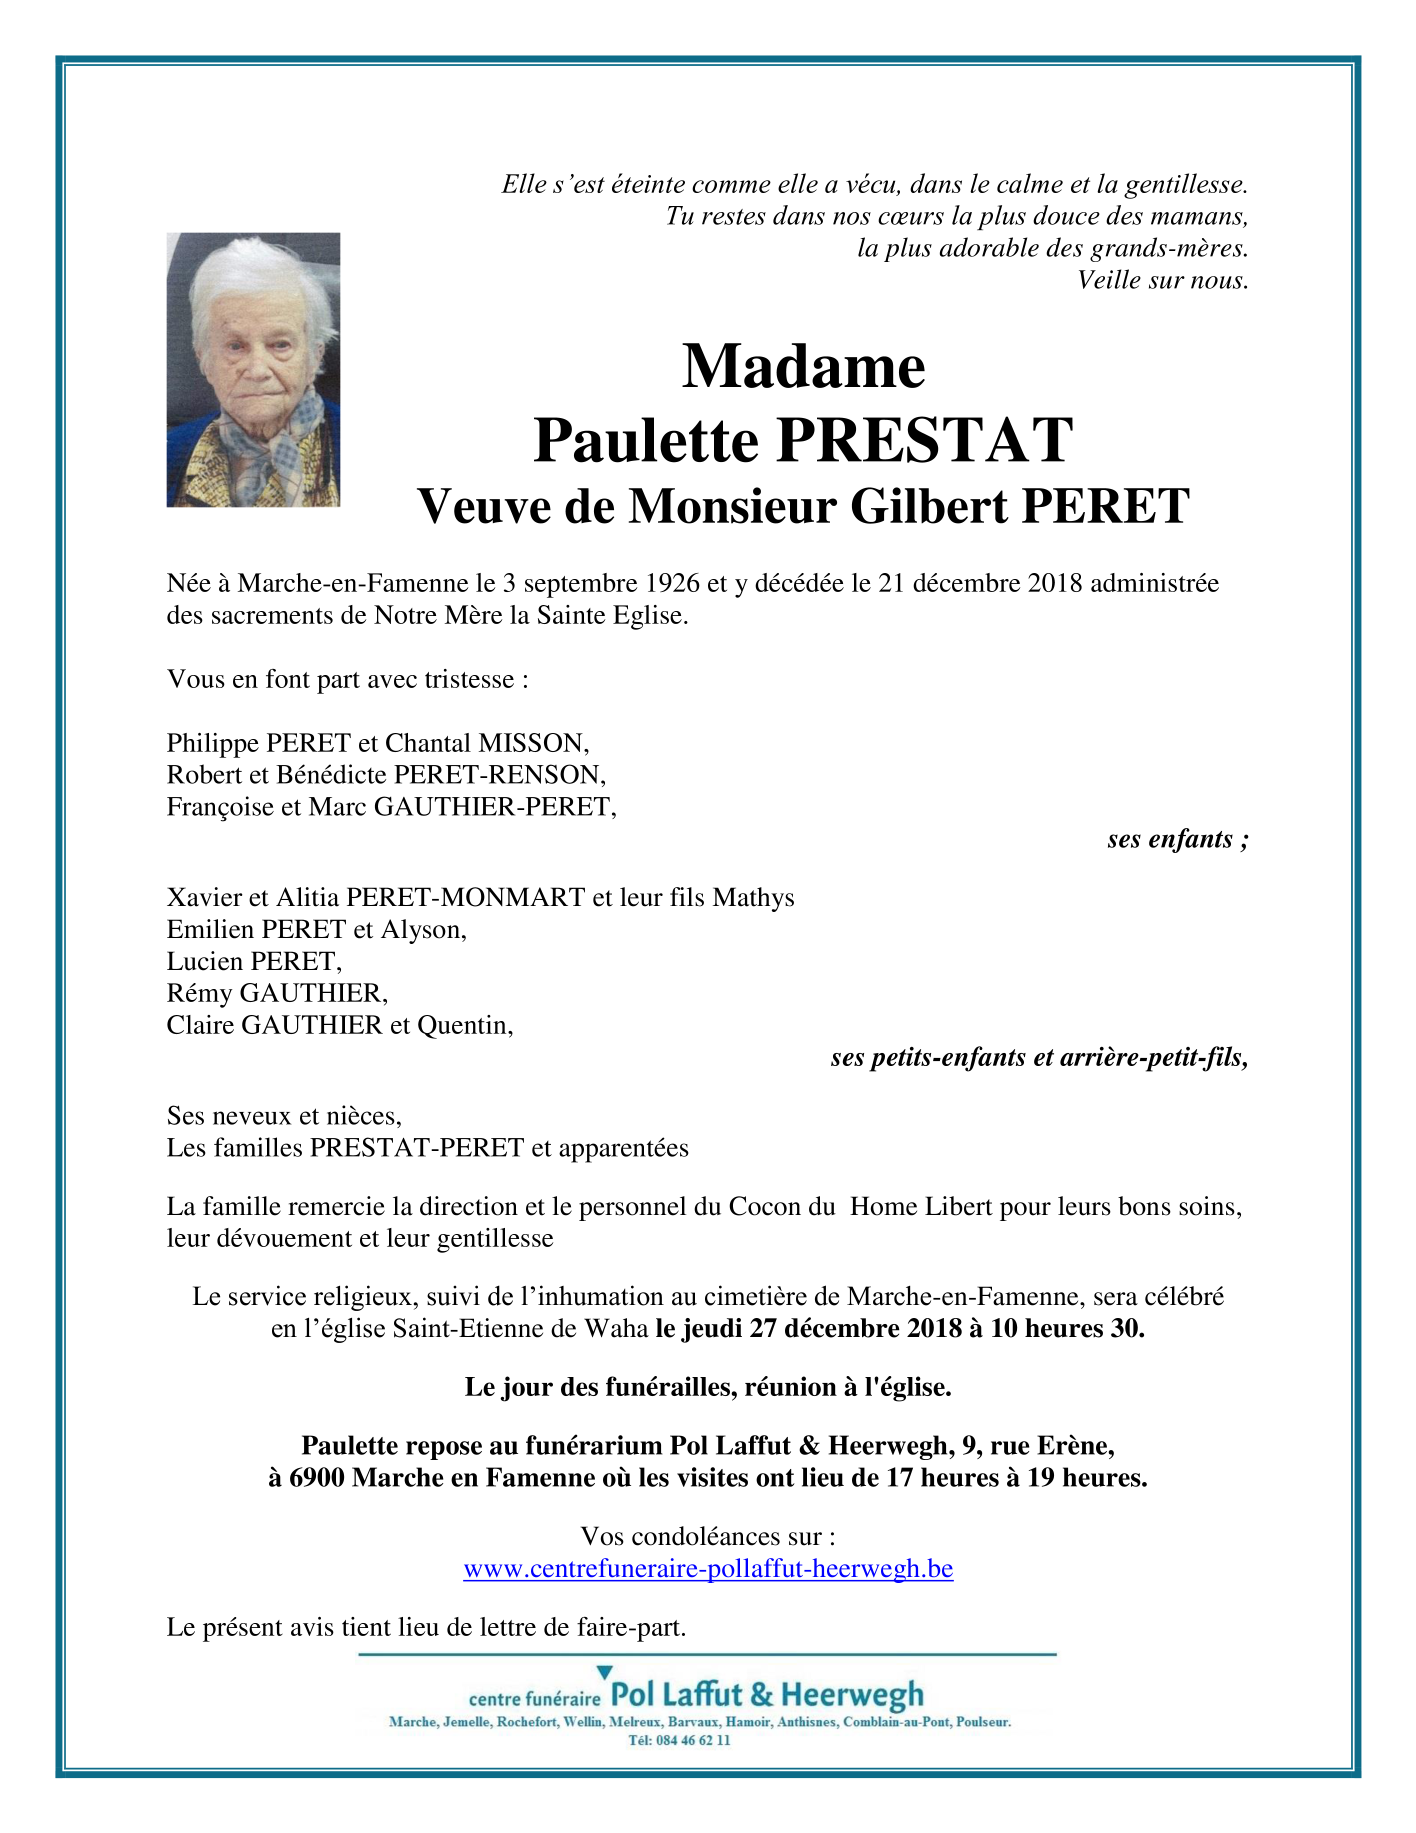 Elle s’est éteinte comme elle a vécu, dans le calme et la gentillesse.
Tu restes dans nos cœurs la plus douce des mamans,
la plus adorable des grands-mères.
Veille sur nous.
Madame
Paulette PRESTAT
Veuve de Monsieur Gilbert PERET
Née à Marche-en-Famenne le 3 septembre 1926 et y décédée le 21 décembre 2018 administrée
des sacrements de Notre Mère la Sainte Eglise.
Vous en font part avec tristesse :
Philippe PERET et Chantal MISSON,
Robert et Bénédicte PERET-RENSON,
Françoise et Marc GAUTHIER-PERET,
ses enfants ;
Xavier et Alitia PERET-MONMART et leur fils Mathys
Emilien PERET et Alyson,
Lucien PERET,
Rémy GAUTHIER,
Claire GAUTHIER et Quentin,
ses petits-enfants et arrière-petit-fils,
Ses neveux et nièces,
Les familles PRESTAT-PERET et apparentées
La famille remercie la direction et le personnel du Cocon du  Home Libert pour leurs bons soins,
leur dévouement et leur gentillesse
Le service religieux, suivi de l’inhumation au cimetière de Marche-en-Famenne, sera célébré
en l’église Saint-Etienne de Waha le jeudi 27 décembre 2018 à 10 heures 30.
Le jour des funérailles, réunion à l'église.
Paulette repose au funérarium Pol Laffut & Heerwegh, 9, rue Erène,
à 6900 Marche en Famenne où les visites ont lieu de 17 heures à 19 heures.
Vos condoléances sur :
www.centrefuneraire-pollaffut-heerwegh.be
Le présent avis tient lieu de lettre de faire-part.
centre funéraire Pol Laffut & Heerwegh
Marche, Jemelle, Rochefort, Wellin, Melreux, Barvaux, Hamoir, Anthisnes, Comblain-au-Pont, Poulseur.
Tél: 084 46 62 11